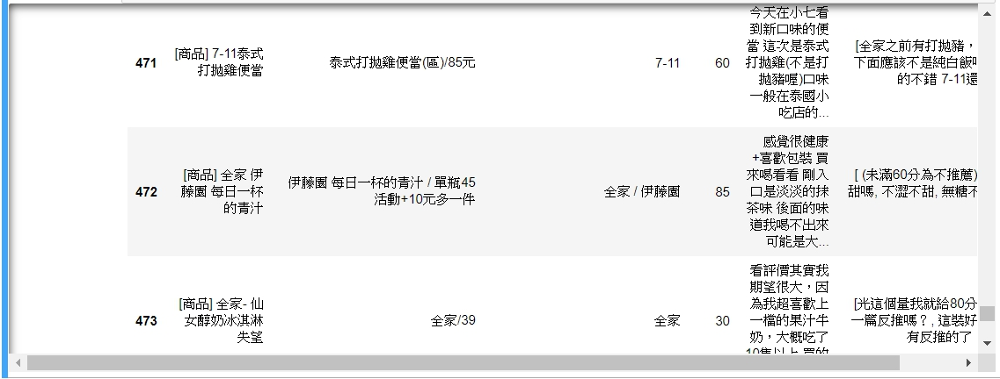 471
[商品] 7-11泰式
打拋雞便當
泰式打拋雞便當(區)/85元
7-11
60
今天在小七看
到新口味的便
當 這次是泰式
打拋雞(不是打
拋豬喔)口味
一般在泰國小
吃店的...
[全家之前有打拋豬，
下面應該不是純白飯
的不錯 7-11還
472
[商品] 全家 伊
藤園 每日一杯
的青汁
伊藤園 每日一杯的青汁 / 單瓶45
活動+10元多一件
全家 / 伊藤園
85
感覺很健康
+喜歡包裝 買
來喝看看 剛入
口是淡淡的抹
茶味 後面的味
道我喝不出來
可能是大...
[ (未滿60分為不推薦)
甜嗎, 不澀不甜, 無糖不
473
[商品] 全家- 仙
女醇奶冰淇淋
失望
全家/39
全家
30
看評價其實我
期望很大，因
為我超喜歡上
一檔的果汁牛
奶，大概吃了
10隻以上 買的
[光這個量我就給80分
一篇反推嗎？, 這裝好
有反推的了